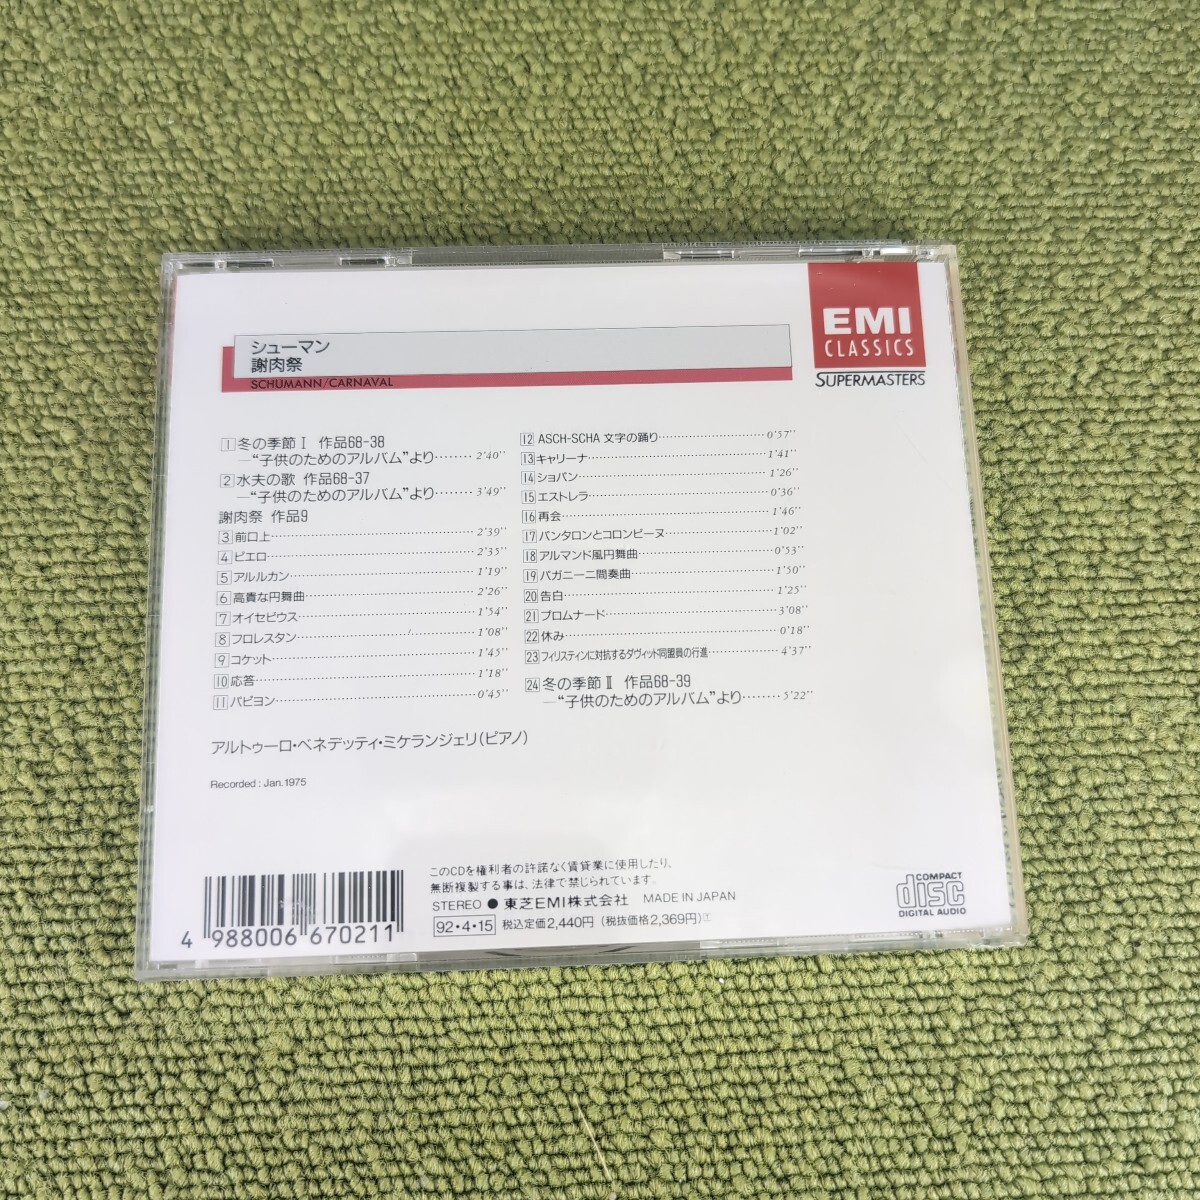 シューマン
謝肉祭
SCHUMANN/CARNAVAL
EMI
CLASSICS
SUPERMASTERS
1 冬の季節 Ⅰ 作品68-38
—“子供のためのアルバム”より……… 2'40''
2 水夫の歌 作品68-37
—“子供のためのアルバム”より……… 3'49''
謝肉祭 作品9
3 前口上 2'39''
4 ピエロ 2'35''
5 アルルカン 1'19''
6 高貴な円舞曲 2'26''
7 オイセビウス 1'54''
8 フロレスタン 1'08''
9 コケット 1'45''
10 応答 1'18''
11 パピヨン 0'45''
12 ASCH-SCHA 文字の踊り 0'57''
13 キャリーナ 1'41''
14 ショパン 1'26''
15 エストレラ 0'36''
16 再会 1'46''
17 パンタロンとコロンビーヌ 1'02''
18 アルマンド風円舞曲 0'53''
19 パガニーニ間奏曲 1'50''
20 告白 1'25''
21 プロムナード 3'08''
22 休み 0'18''
23 フィリスティンに対抗するダヴィッド同盟員の行進 4'37''
24 冬の季節 Ⅱ 作品68-39
—“子供のためのアルバム”より……… 5'22''
アルトゥーロ・ベネデッティ・ミケランジェリ(ピアノ)
Recorded : Jan.1975
4 988006 670211
このCDを権利者の許諾なく賃貸業に使用したり、
無断複製する事は、法律で禁じられています。
STEREO ● 東芝EMI株式会社 MADE IN JAPAN
92・4・15 税込定価2,440円 (税抜価格2,369円)
COMPACT
disc
DIGITAL AUDIO